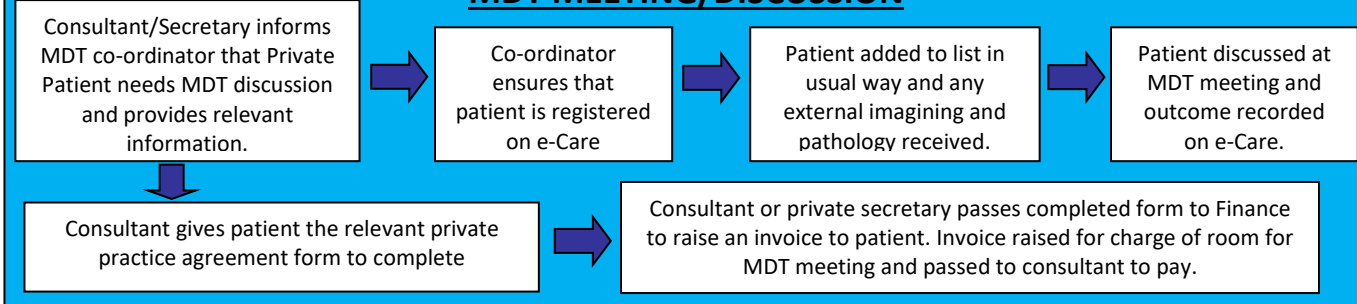 MDT MEETING/DISCUSSION
Consultant/Secretary informs
MDT co-ordinator that Private
Patient needs MDT discussion
and provides relevant
information.
Co-ordinator
ensures that
patient is registered
on e-Care
Patient added to list in
usual way and any
external imagining and
pathology received.
Patient discussed at
MDT meeting and
outcome recorded
on e-Care.
Consultant gives patient the relevant private
practice agreement form to complete
Consultant or private secretary passes completed form to Finance
to raise an invoice to patient. Invoice raised for charge of room for
MDT meeting and passed to consultant to pay.